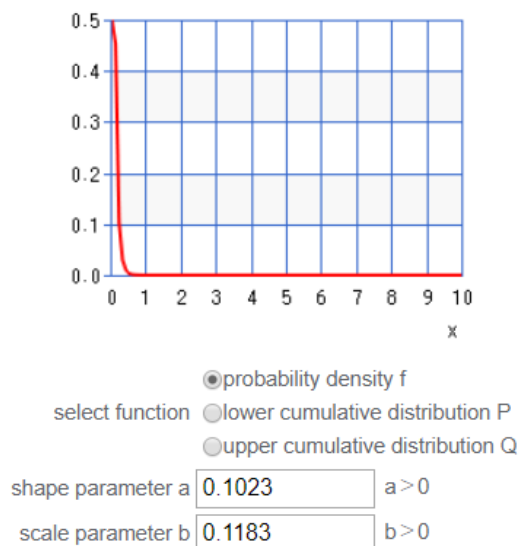 0.5
0.4
0.3
0.2
0.1
0.0
0 1 2 3 4 5 6 7 8 9 10
x
probability density f
select function lower cumulative distribution P
upper cumulative distribution Q
shape parameter a 0.1023 a>0
scale parameter b 0.1183 b>0